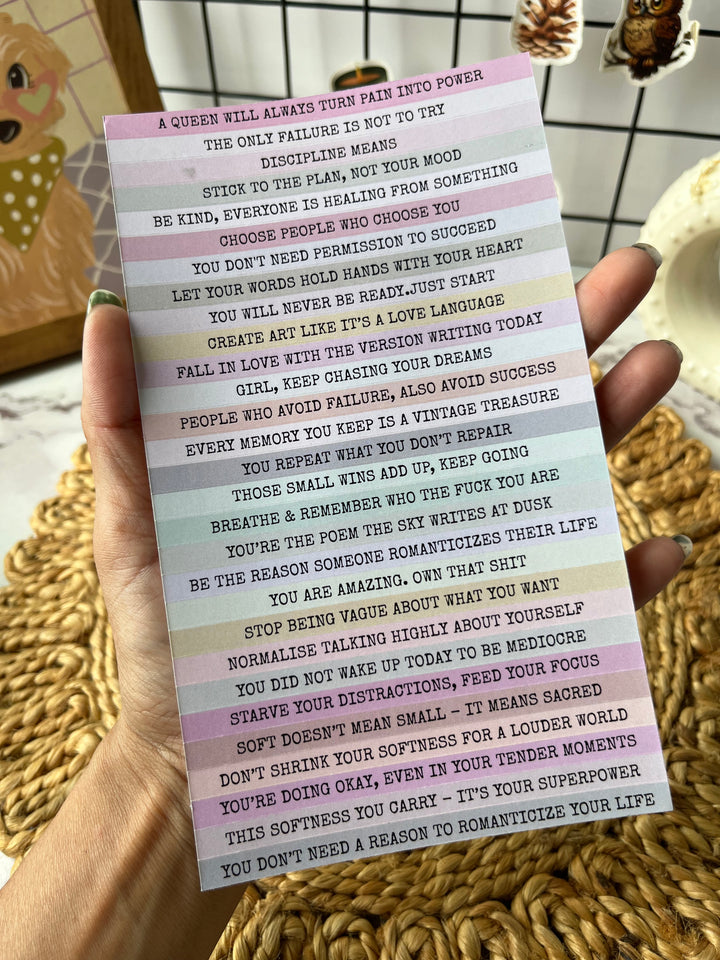 A QUEEN WILL ALWAYS TURN PAIN INTO POWER
THE ONLY FAILURE IS NOT TO TRY
DISCIPLINE MEANS
STICK TO THE PLAN, NOT YOUR MOOD
BE KIND, EVERYONE IS HEALING FROM SOMETHING
CHOOSE PEOPLE WHO CHOOSE YOU
YOU DON'T NEED PERMISSION TO SUCCEED
LET YOUR WORDS HOLD HANDS WITH YOUR HEART
YOU WILL NEVER BE READY.JUST START
CREATE ART LIKE IT'S A LOVE LANGUAGE
FALL IN LOVE WITH THE VERSION WRITING TODAY
GIRL, KEEP CHASING YOUR DREAMS
PEOPLE WHO AVOID FAILURE, ALSO AVOID SUCCESS
EVERY MEMORY YOU KEEP IS A VINTAGE TREASURE
YOU REPEAT WHAT YOU DON'T REPAIR
THOSE SMALL WINS ADD UP, KEEP GOING
BREATHE & REMEMBER WHO THE FUCK YOU ARE
YOU'RE THE POEM THE SKY WRITES AT DUSK
BE THE REASON SOMEONE ROMANTICIZES THEIR LIFE
YOU ARE AMAZING. OWN THAT SHIT
STOP BEING VAGUE ABOUT WHAT YOU WANT
NORMALISE TALKING HIGHLY ABOUT YOURSELF
YOU DID NOT WAKE UP TODAY TO BE MEDIOCRE
STARVE YOUR DISTRACTIONS, FEED YOUR FOCUS
SOFT DOESN'T MEAN SMALL – IT MEANS SACRED
DON'T SHRINK YOUR SOFTNESS FOR A LOUDER WORLD
YOU'RE DOING OKAY, EVEN IN YOUR TENDER MOMENTS
THIS SOFTNESS YOU CARRY – IT'S YOUR SUPERPOWER
YOU DON'T NEED A REASON TO ROMANTICIZE YOUR LIFE